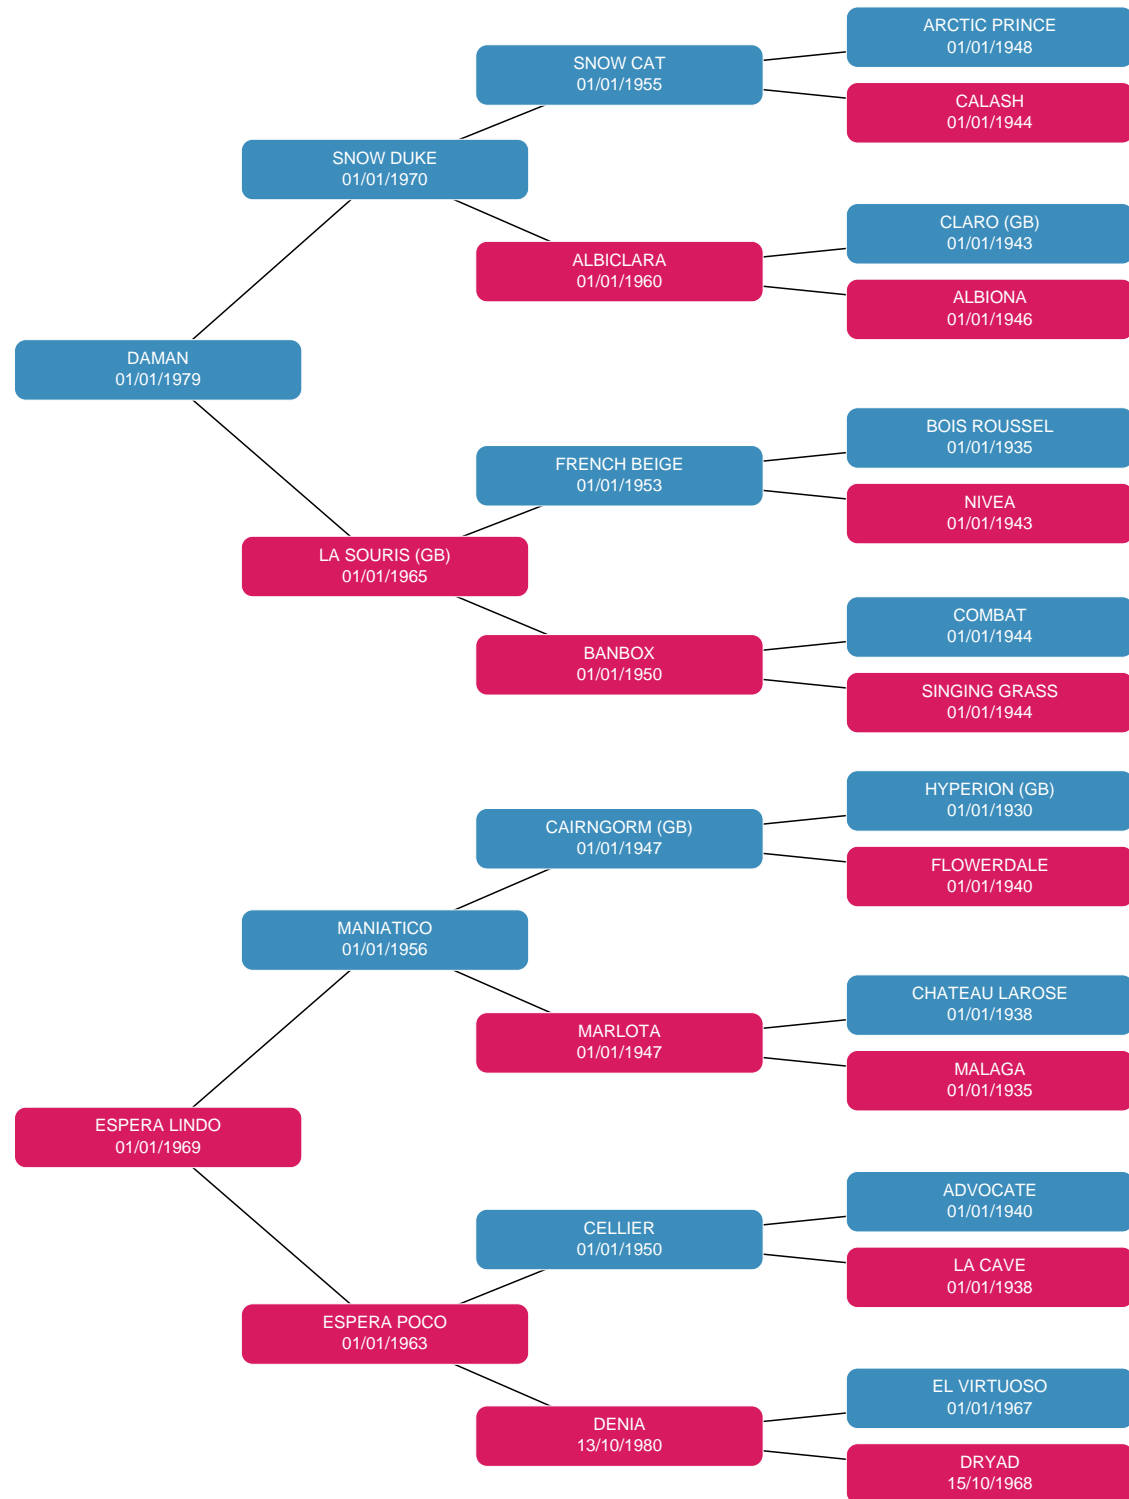 ARCTIC PRINCE
01/01/1948
SNOW CAT
01/01/1955
CALASH
01/01/1944
SNOW DUKE
01/01/1970
CLARO (GB)
01/01/1943
ALBICLARA
01/01/1960
ALBIONA
01/01/1946
DAMAN
01/01/1979
BOIS ROUSSEL
01/01/1935
FRENCH BEIGE
01/01/1953
NIVEA
01/01/1943
LA SOURIS (GB)
01/01/1965
COMBAT
01/01/1944
BANBOX
01/01/1950
SINGING GRASS
01/01/1944
HYPERION (GB)
01/01/1930
CAIRNGORM (GB)
01/01/1947
FLOWERDALE
01/01/1940
MANIATICO
01/01/1956
CHATEAU LAROSE
01/01/1938
MARLOTA
01/01/1947
MALAGA
01/01/1935
ESPERA LINDO
01/01/1969
ADVOCATE
01/01/1940
CELLIER
01/01/1950
LA CAVE
01/01/1938
ESPERA POCO
01/01/1963
EL VIRTUOSO
01/01/1967
DENIA
13/10/1980
DRYAD
15/10/1968